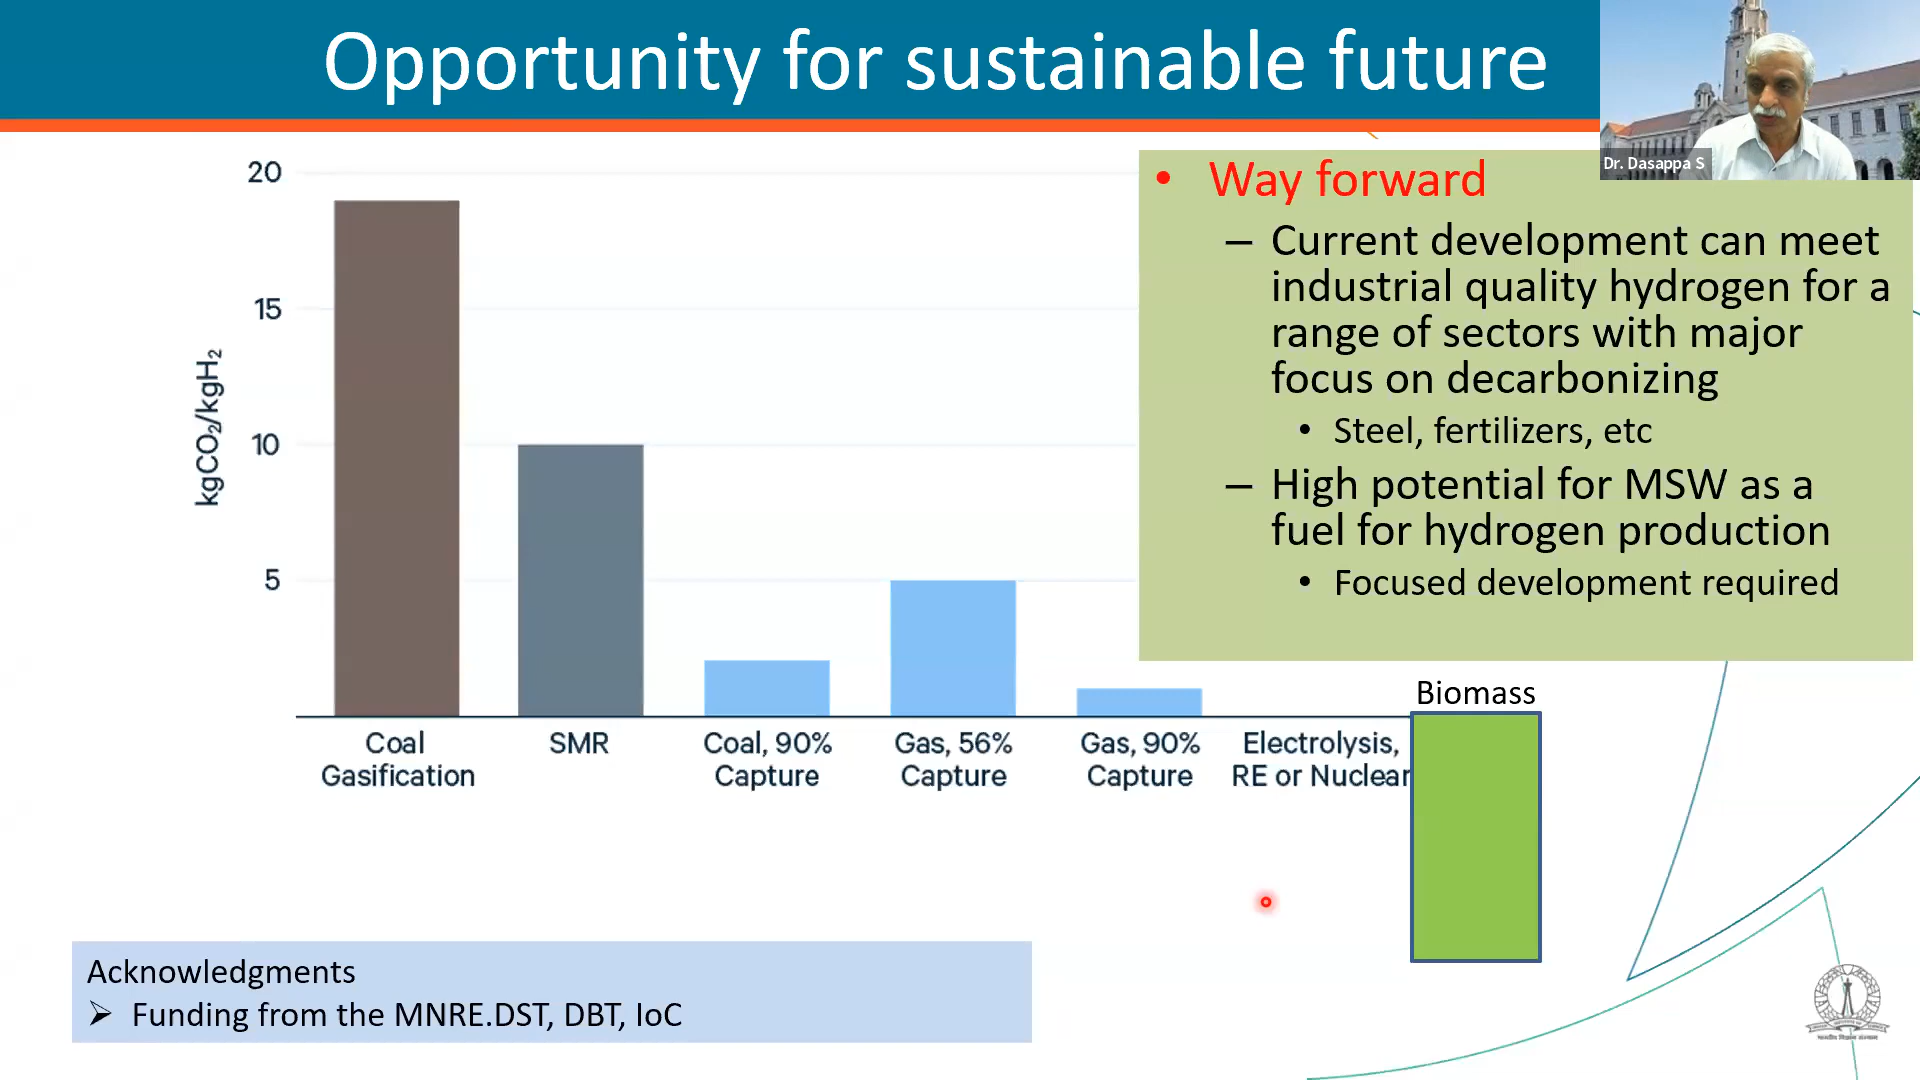 Opportunity for sustainable future
Dr. Dasappa S
20
15
10
5
kgCO₂/kgH₂
Coal
Gasification
SMR
Coal, 90%
Capture
Gas, 56%
Capture
Gas, 90%
Capture
Electrolysis,
RE or Nuclear
Biomass
• Way forward
– Current development can meet
industrial quality hydrogen for a
range of sectors with major
focus on decarbonizing
• Steel, fertilizers, etc
– High potential for MSW as a
fuel for hydrogen production
• Focused development required
Acknowledgments
➢ Funding from the MNRE.DST, DBT, IoC